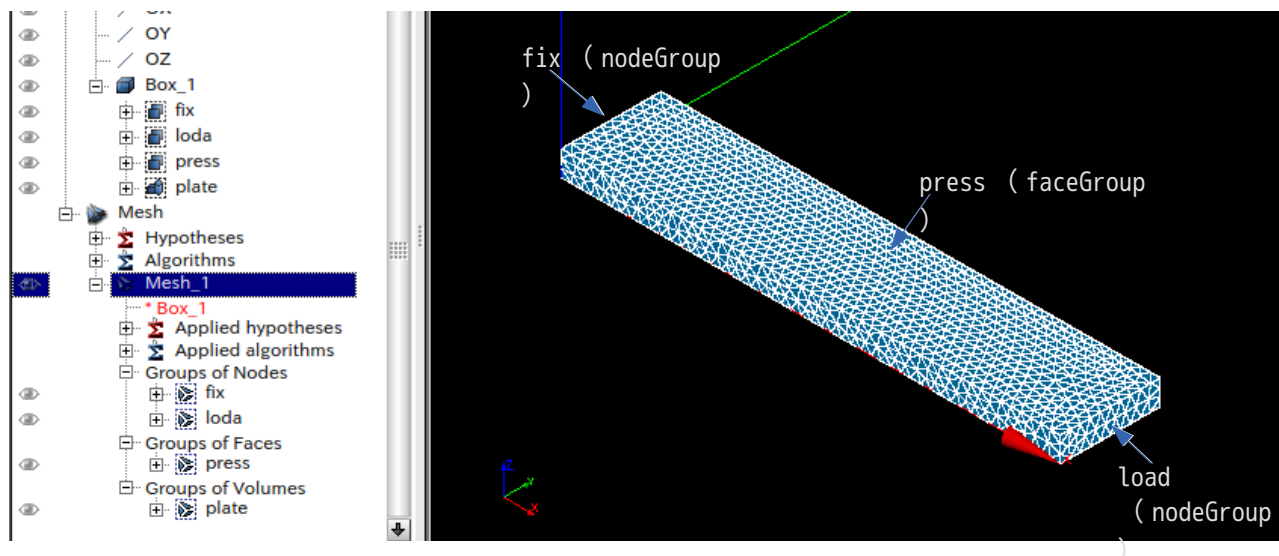 OX
OY
OZ
Box_1
fix
loda
press
plate
Mesh
Hypotheses
Algorithms
Mesh_1
* Box_1
Applied hypotheses
Applied algorithms
Groups of Nodes
fix
loda
Groups of Faces
press
Groups of Volumes
plate
fix （nodeGroup
）
press （faceGroup
）
load
（nodeGroup
）
Z
Y
X